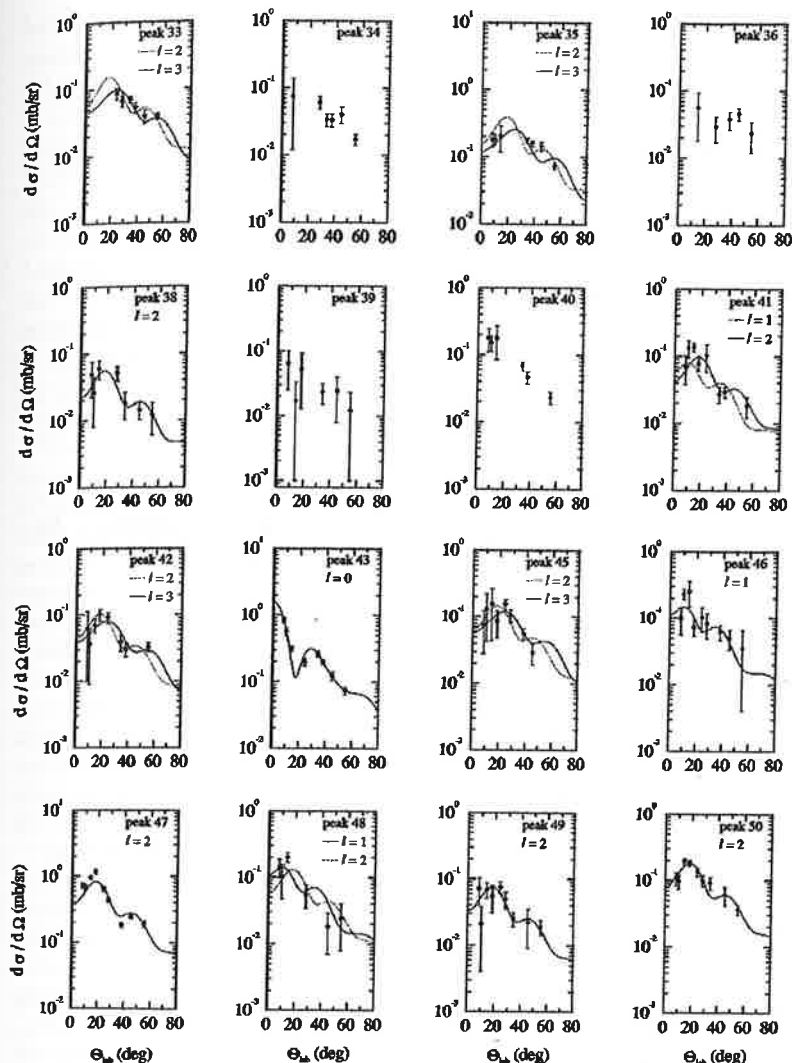 peak 33
l = 2
l = 3
peak 34
peak 35
l = 2
l = 3
peak 36
dσ / dΩ (mb/sr)
10⁰
10⁻¹
10⁻²
10⁻³
0 20 40 60 80
10⁰
10⁻¹
10⁻²
10⁻³
0 20 40 60 80
10¹
10⁰
10⁻¹
10⁻²
0 20 40 60 80
10⁰
10⁻¹
10⁻²
10⁻³
0 20 40 60 80
peak 38
l = 2
peak 39
peak 40
peak 41
l = 1
l = 2
dσ / dΩ (mb/sr)
10⁰
10⁻¹
10⁻²
10⁻³
0 20 40 60 80
10⁰
10⁻¹
10⁻²
10⁻³
0 20 40 60 80
10⁰
10⁻¹
10⁻²
10⁻³
0 20 40 60 80
10⁰
10⁻¹
10⁻²
10⁻³
0 20 40 60 80
peak 42
l = 2
l = 3
peak 43
l = 0
peak 45
l = 2
l = 3
peak 46
l = 1
dσ / dΩ (mb/sr)
10⁰
10⁻¹
10⁻²
10⁻³
0 20 40 60 80
10¹
10⁰
10⁻¹
10⁻²
0 20 40 60 80
10⁰
10⁻¹
10⁻²
10⁻³
0 20 40 60 80
10⁰
10⁻¹
10⁻²
10⁻³
0 20 40 60 80
peak 47
l = 2
peak 48
l = 1
l = 2
peak 49
l = 2
peak 50
l = 2
dσ / dΩ (mb/sr)
10¹
10⁰
10⁻¹
10⁻²
0 20 40 60 80
10⁰
10⁻¹
10⁻²
10⁻³
0 20 40 60 80
10⁰
10⁻¹
10⁻²
10⁻³
0 20 40 60 80
10⁰
10⁻¹
10⁻²
10⁻³
0 20 40 60 80
Θlab (deg)
Θlab (deg)
Θlab (deg)
Θlab (deg)